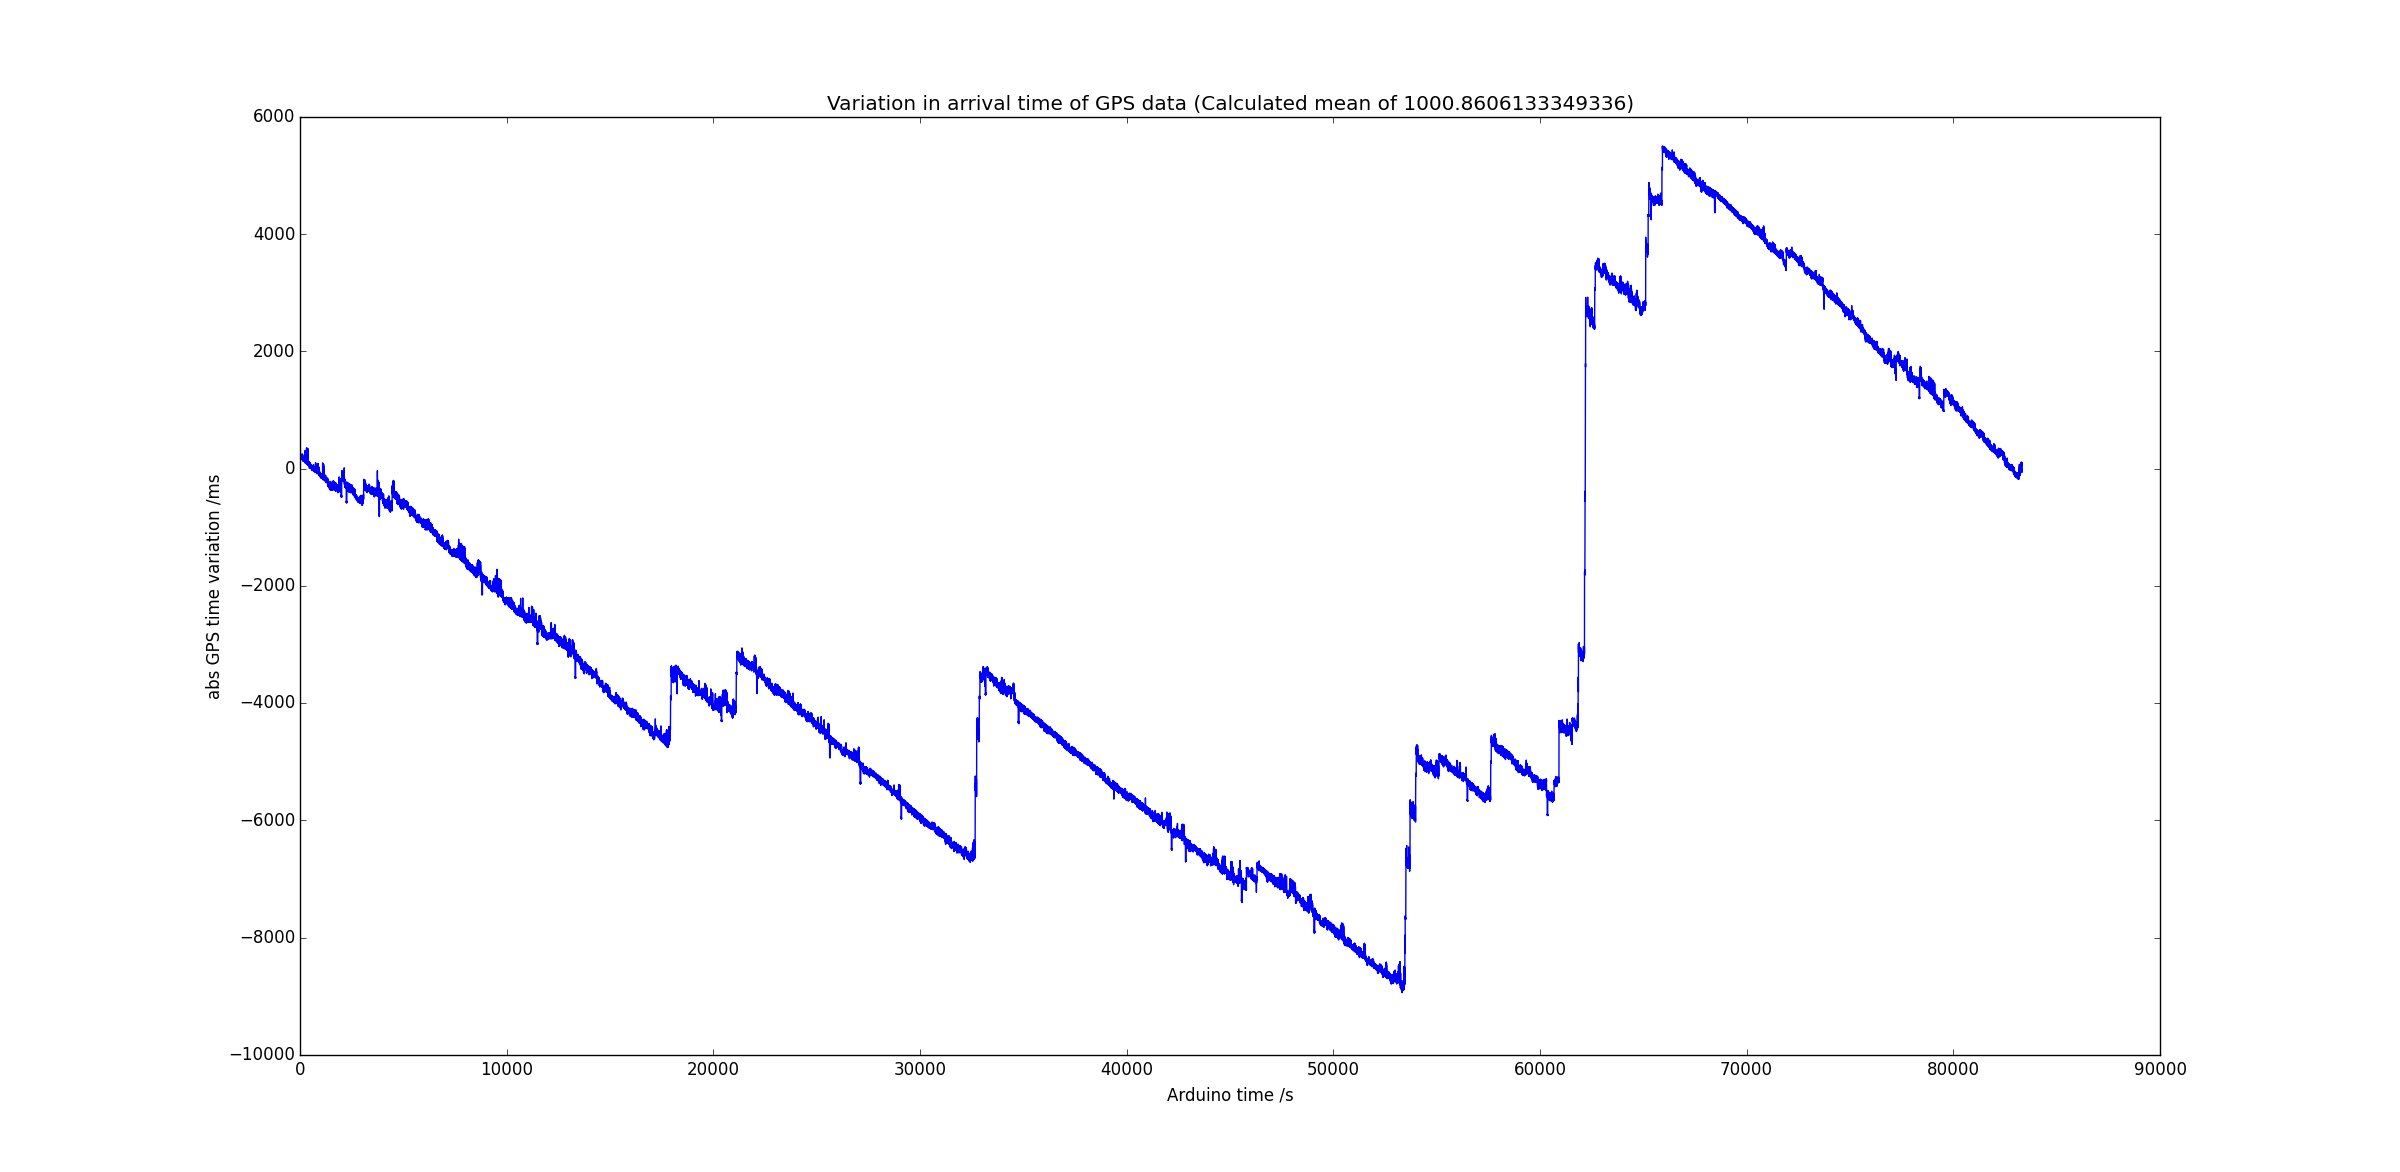 Variation in arrival time of GPS data (Calculated mean of 1000.8606133349336)
6000
4000
2000
0
−2000
−4000
−6000
−8000
−10000
abs GPS time variation /ms
0 10000 20000 30000 40000 50000 60000 70000 80000 90000
Arduino time /s